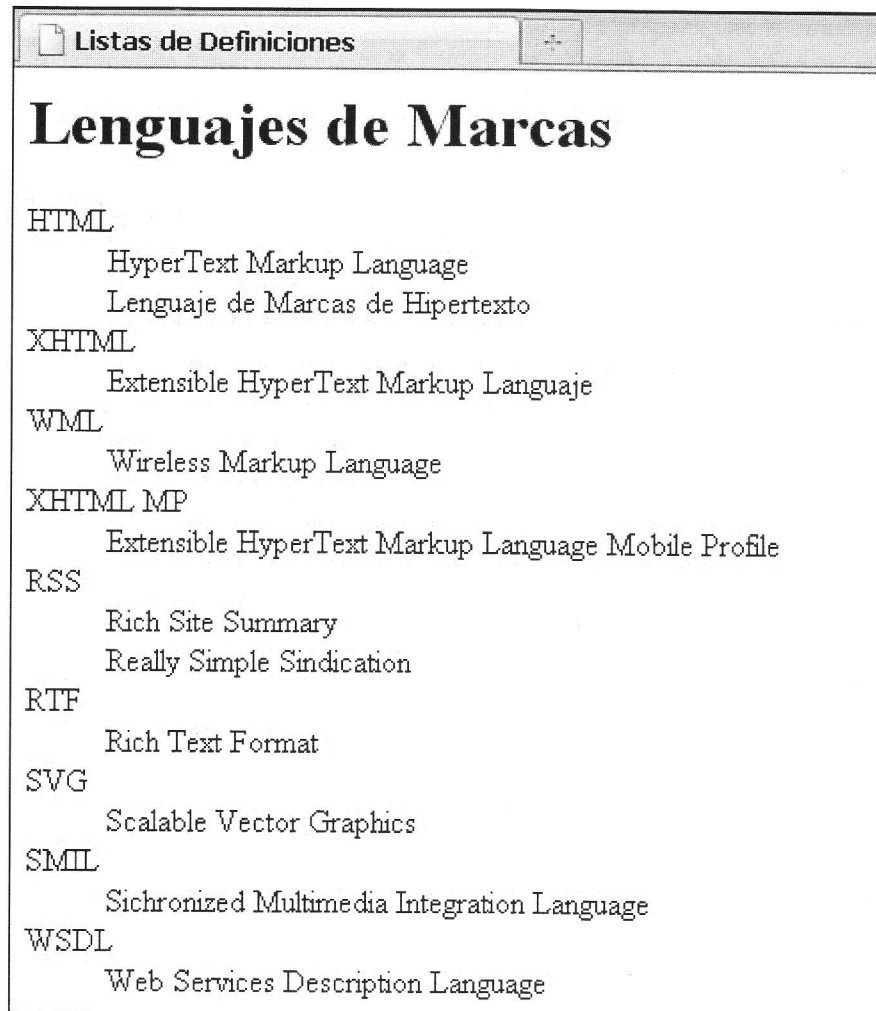 Listas de Definiciones
Lenguajes de Marcas
HTML
HyperText Markup Language
Lenguaje de Marcas de Hipertexto
XHTML
Extensible HyperText Markup Languaje
WML
Wireless Markup Language
XHTML MP
Extensible HyperText Markup Language Mobile Profile
RSS
Rich Site Summary
Really Simple Sindication
RTF
Rich Text Format
SVG
Scalable Vector Graphics
SMIL
Sichronized Multimedia Integration Language
WSDL
Web Services Description Language